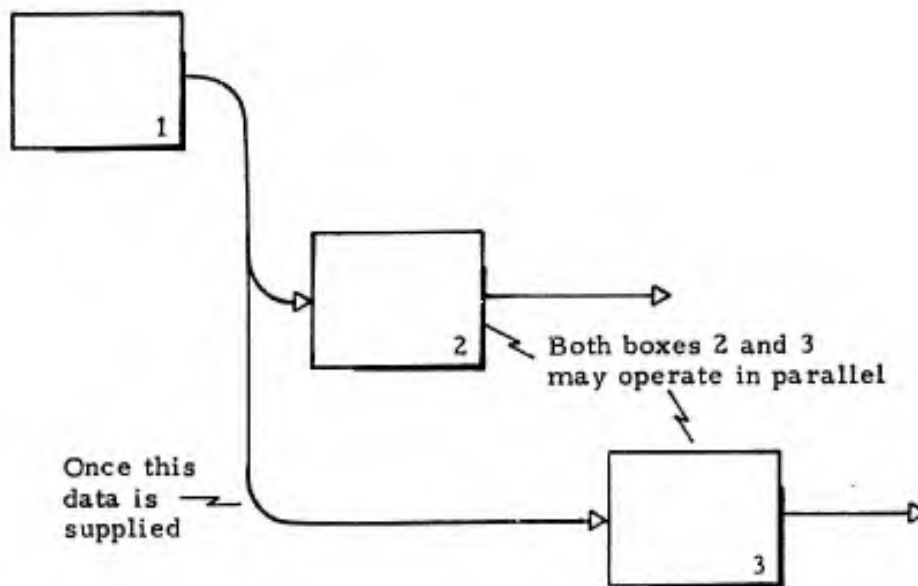 1
2
Both boxes 2 and 3
may operate in parallel
Once this
data is
supplied
3